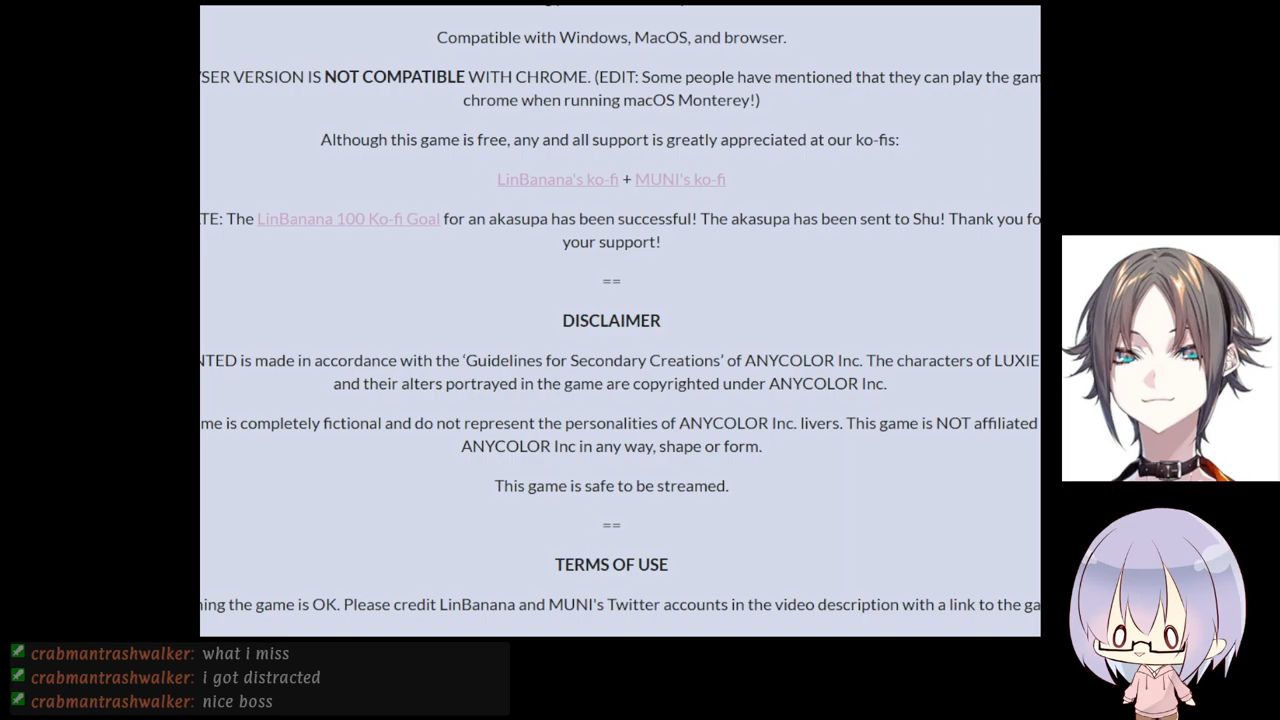 Compatible with Windows, MacOS, and browser.
SER VERSION IS NOT COMPATIBLE WITH CHROME. (EDIT: Some people have mentioned that they can play the gam
chrome when running macOS Monterey!)
Although this game is free, any and all support is greatly appreciated at our ko-fis:
LinBanana's ko-fi + MUNI's ko-fi
TE: The LinBanana 100 Ko-fi Goal for an akasupa has been successful! The akasupa has been sent to Shu! Thank you fo
your support!
==
DISCLAIMER
NTED is made in accordance with the ‘Guidelines for Secondary Creations’ of ANYCOLOR Inc. The characters of LUXIE
and their alters portrayed in the game are copyrighted under ANYCOLOR Inc.
me is completely fictional and do not represent the personalities of ANYCOLOR Inc. livers. This game is NOT affiliated
ANYCOLOR Inc in any way, shape or form.
This game is safe to be streamed.
==
TERMS OF USE
ing the game is OK. Please credit LinBanana and MUNI's Twitter accounts in the video description with a link to the ga
crabmantrashwalker: what i miss
crabmantrashwalker: i got distracted
crabmantrashwalker: nice boss